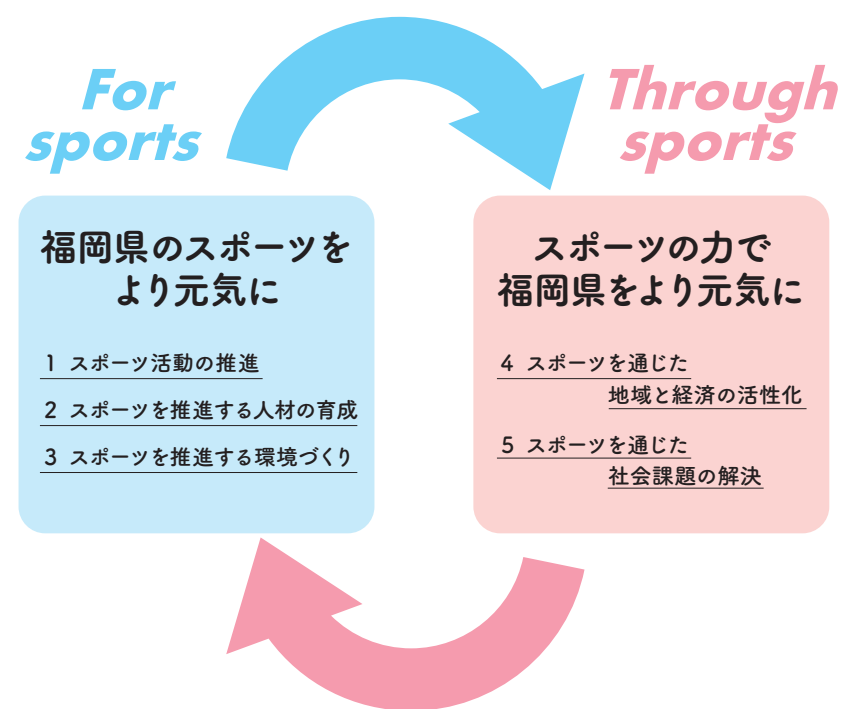 For
sports
福岡県のスポーツを
より元気に
1 スポーツ活動の推進
2 スポーツを推進する人材の育成
3 スポーツを推進する環境づくり
Through
sports
スポーツの力で
福岡県をより元気に
4 スポーツを通じた
地域と経済の活性化
5 スポーツを通じた
社会課題の解決